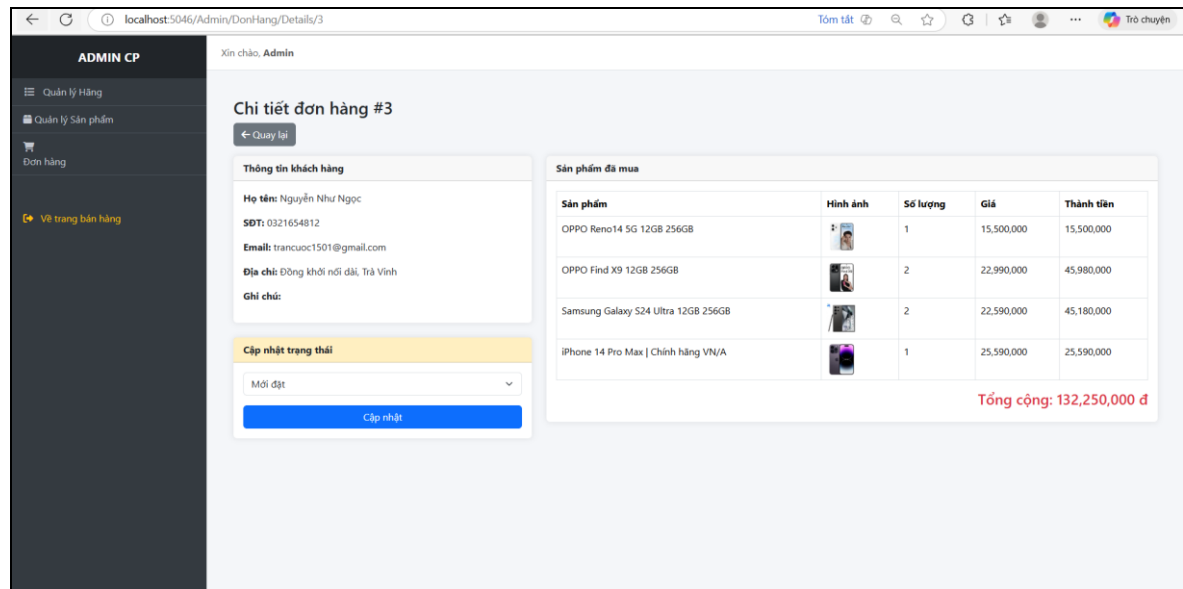 localhost:5046/Admin/DonHang/Details/3
Tóm tắt
Trò chuyện
ADMIN CP
Xin chào, Admin
Quản lý Hãng
Quản lý Sản phẩm
Đơn hàng
Về trang bán hàng
Chi tiết đơn hàng #3
Quay lại
Thông tin khách hàng
Họ tên: Nguyễn Như Ngọc
SĐT: 0321654812
Email: trancuoc1501@gmail.com
Địa chỉ: Đồng khởi nối dài, Trà Vinh
Ghi chú:
Cập nhật trạng thái
Mới đặt
Cập nhật
Sản phẩm đã mua
Sản phẩm Hình ảnh Số lượng Giá Thành tiền
OPPO Reno14 5G 12GB 256GB 1 15,500,000 15,500,000
OPPO Find X9 12GB 256GB 2 22,990,000 45,980,000
Samsung Galaxy S24 Ultra 12GB 256GB 2 22,590,000 45,180,000
iPhone 14 Pro Max | Chính hãng VN/A 1 25,590,000 25,590,000
Tổng cộng: 132,250,000 đ